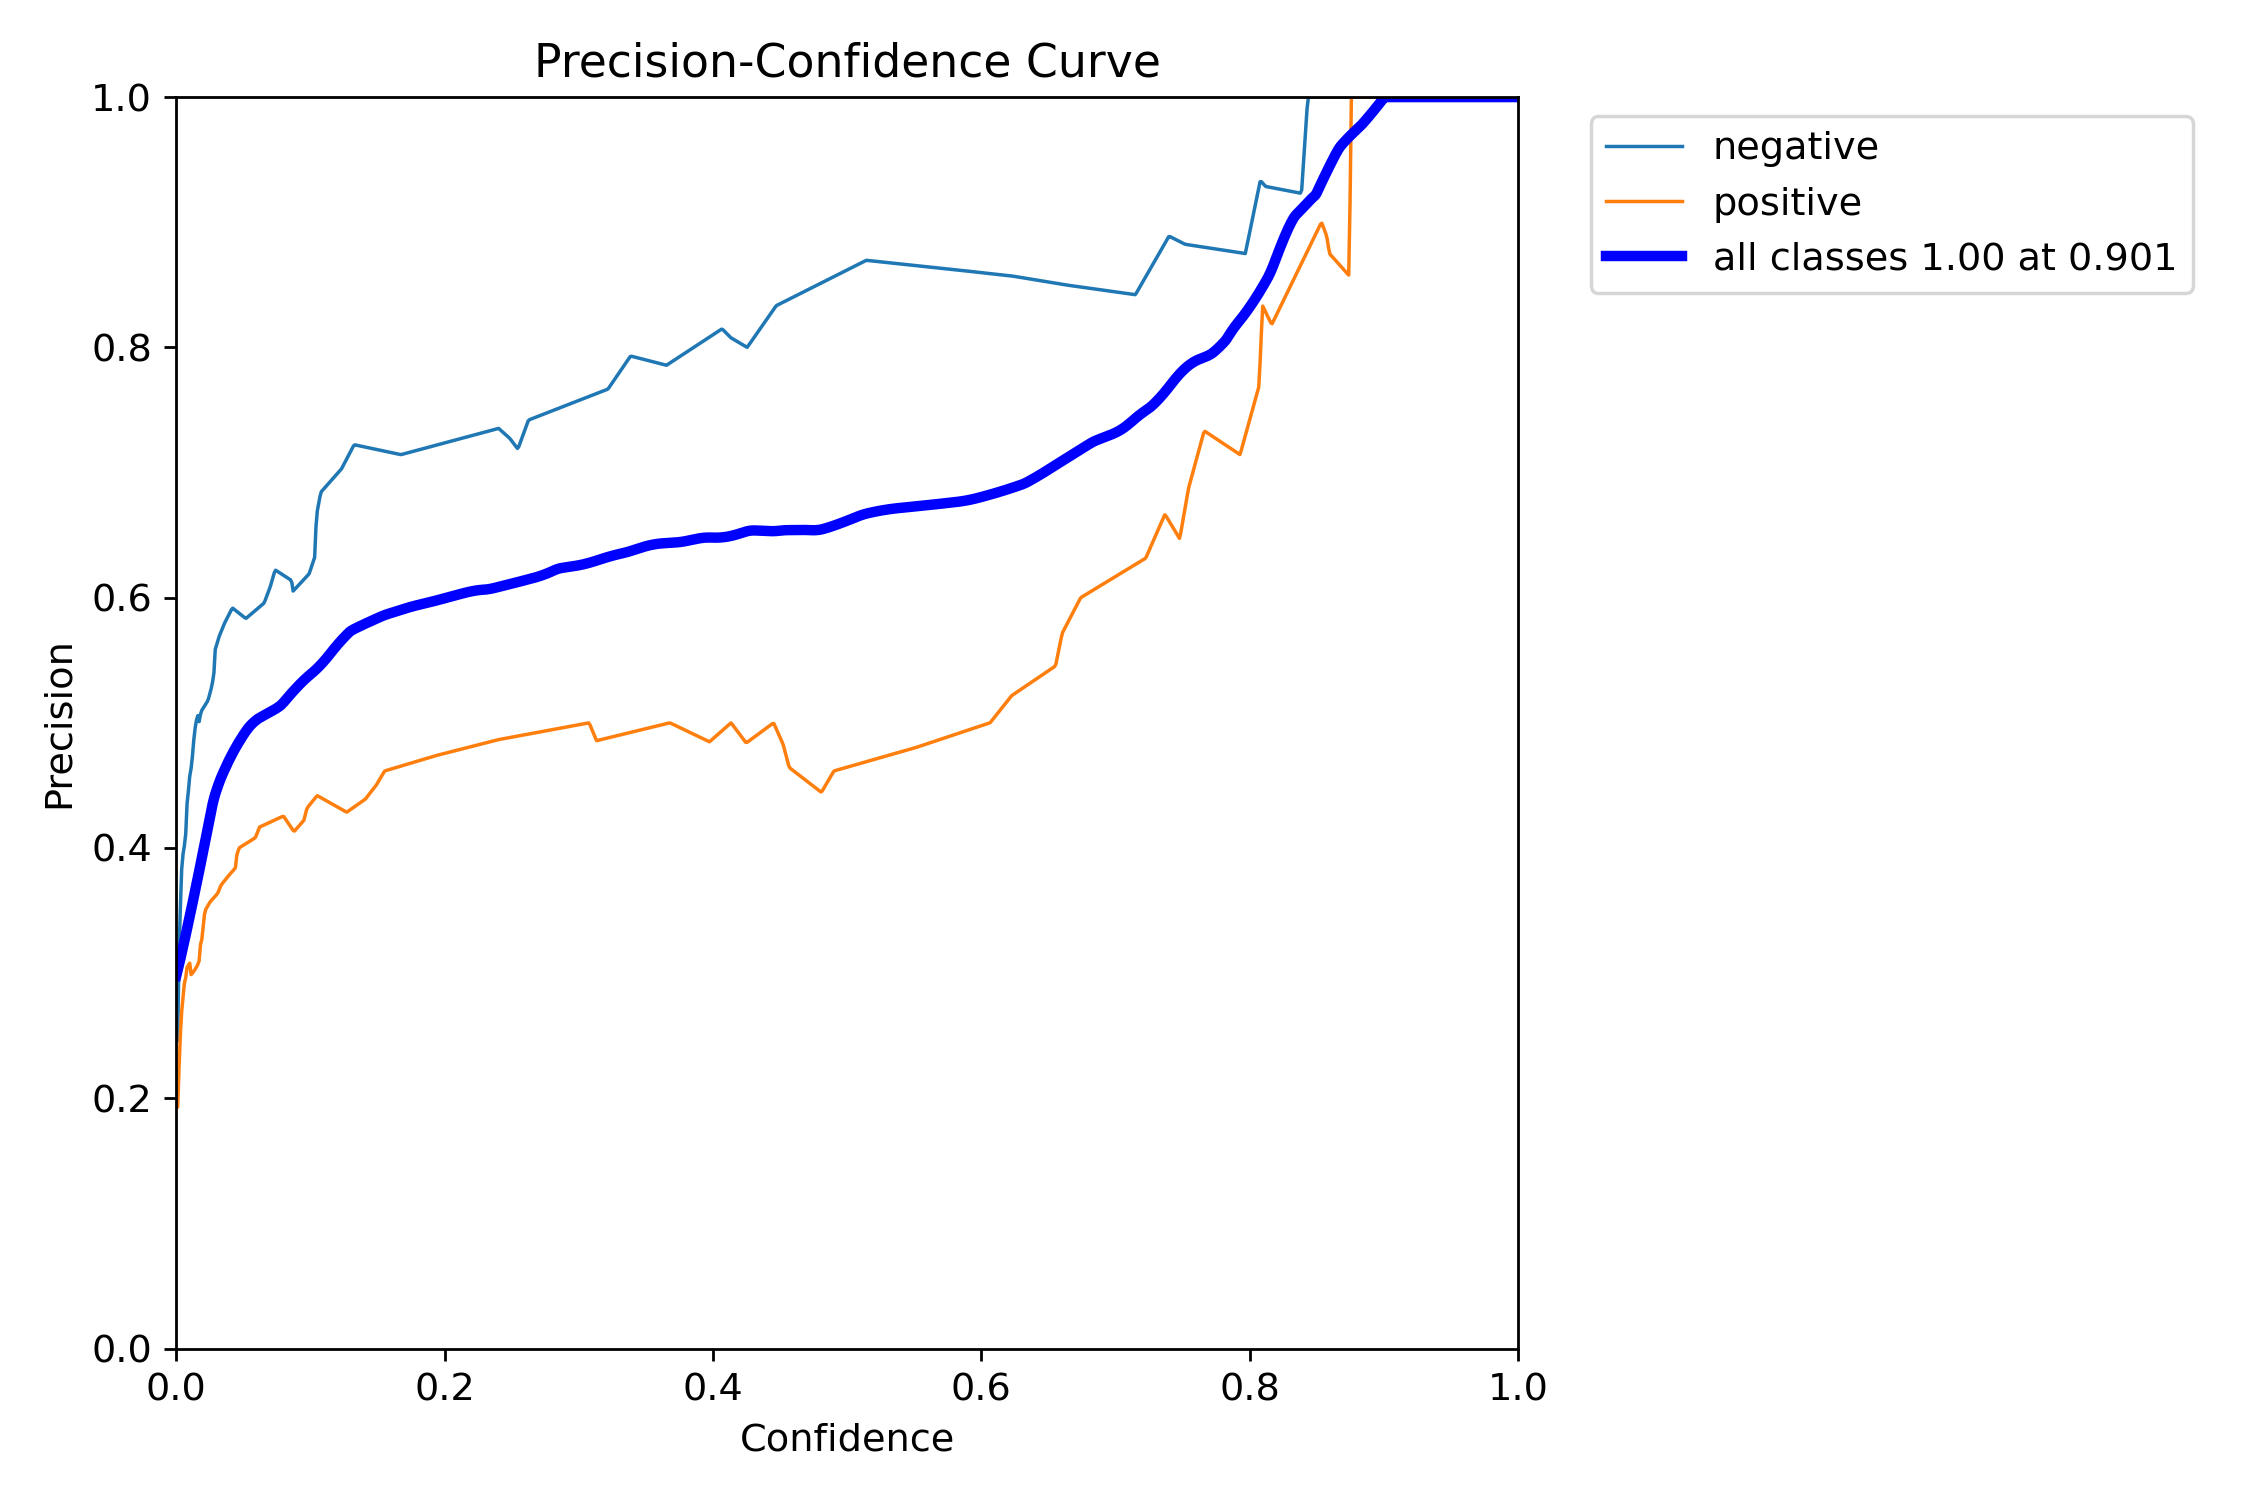 Precision-Confidence Curve
1.0
0.8
0.6
0.4
0.2
0.0
Precision
0.0 0.2 0.4 0.6 0.8 1.0
Confidence
negative
positive
all classes 1.00 at 0.901